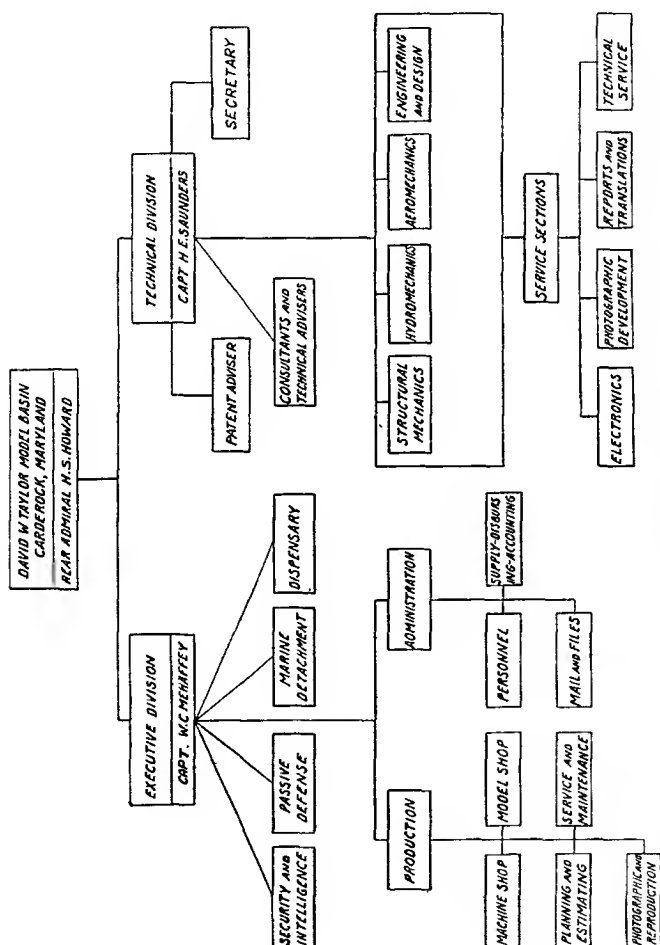 DAVID W TAYLOR MODEL BASIN
CARDEROCK, MARYLAND
REAR ADMIRAL H.S. HOWARD
EXECUTIVE DIVISION
CAPT. W.C MEHAFFEY
SECURITY AND
INTELLIGENCE
PASSIVE
DEFENSE
MARINE
DETACHMENT
DISPENSARY
PRODUCTION
MACHINE SHOP
MODEL SHOP
PLANNING AND
ESTIMATING
SERVICE AND
MAINTENANCE
PHOTOGRAPHIC AND
REPRODUCTION
ADMINISTRATION
PERSONNEL
SUPPLY-DISBURS
ING-ACCOUNTING
MAIL AND FILES
TECHNICAL DIVISION
CAPT H E. SAUNDERS
PATENT ADVISER
SECRETARY
CONSULTANTS AND
TECHNICAL ADVISERS
STRUCTURAL
MECHANICS
HYDROMECHANICS
AEROMECHANICS
ENGINEERING
AND DESIGN
SERVICE SECTIONS
ELECTRONICS
PHOTOGRAPHIC
DEVELOPMENT
REPORTS AND
TRANSLATIONS
TECHNICAL
SERVICE